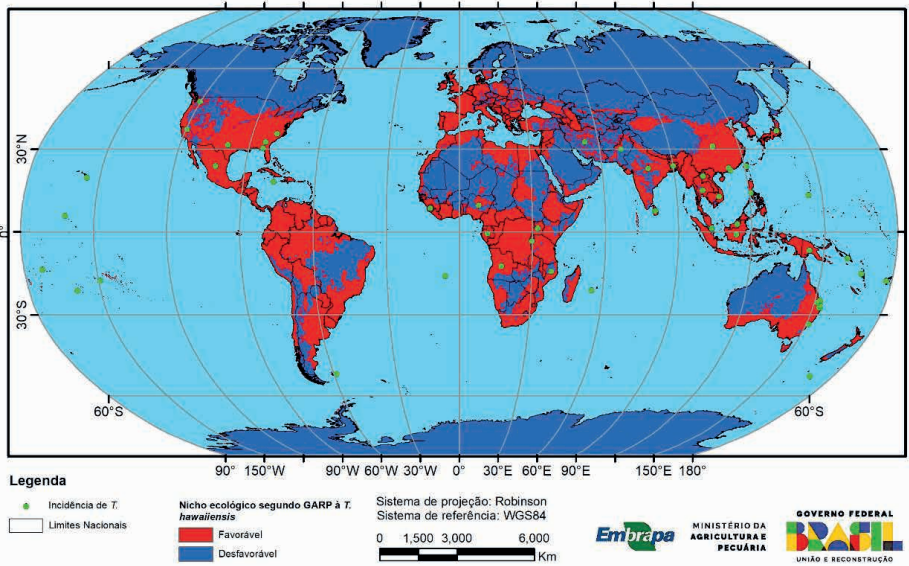 30°N
30°N
0°
0°
30°S
30°S
60°S
60°S
90° 150°W 90°W 60°W 30°W 0° 30°E 60°E 90°E 150°E 180°
Legenda
Incidência de T.
Limites Nacionais
Nicho ecológico segundo GARP à T.
hawaiiensis
Favorável
Desfavorável
Sistema de projeção: Robinson
Sistema de referência: WGS84
0 1,500 3,000 6,000
Km
Embrapa
MINISTÉRIO DA
AGRICULTURA E
PECUÁRIA
GOVERNO FEDERAL
BRASIL
UNIÃO E RECONSTRUÇÃO